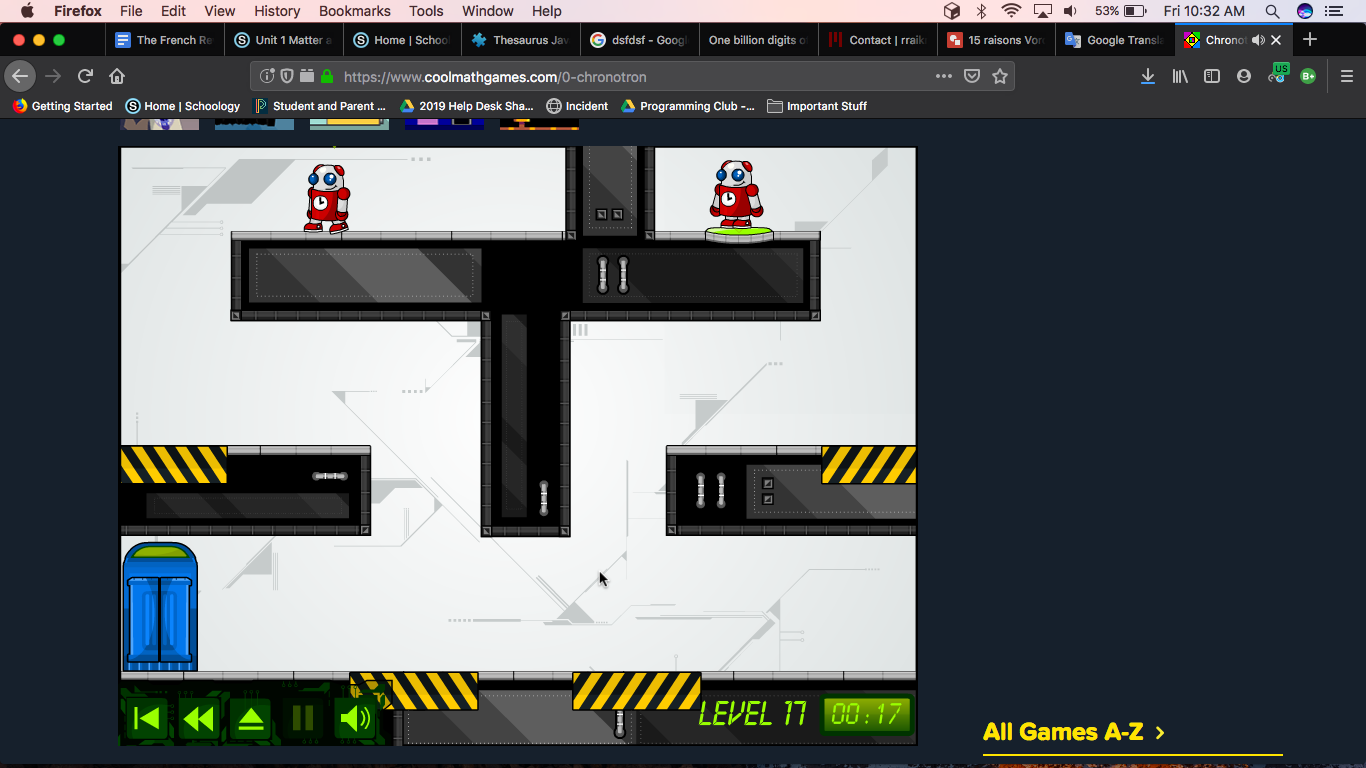 Firefox File Edit View History Bookmarks Tools Window Help 53% Fri 10:32 AM
The French Re Unit 1 Matter a Home | School Thesaurus Jav dsfdsf - Googl One billion digits o Contact | rraik 15 raisons Vor Google Transla Chronot
https://www.coolmathgames.com/0-chronotron US B+
Getting Started Home | Schoology Student and Parent ... 2019 Help Desk Sha... Incident Programming Club -... Important Stuff
LEVEL 17 00:17
All Games A-Z >